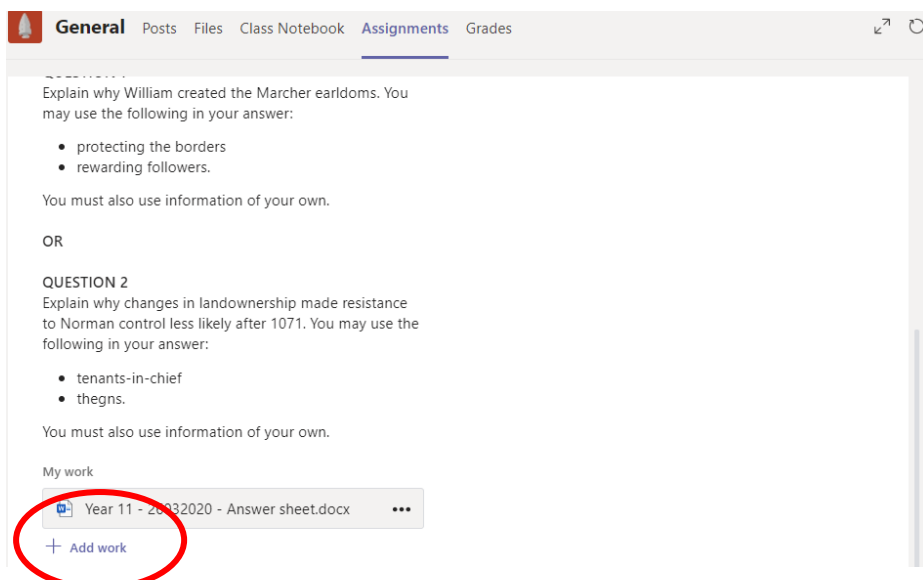 General Posts Files Class Notebook Assignments Grades
Explain why William created the Marcher earldoms. You
may use the following in your answer:
• protecting the borders
• rewarding followers.
You must also use information of your own.
OR
QUESTION 2
Explain why changes in landownership made resistance
to Norman control less likely after 1071. You may use the
following in your answer:
• tenants-in-chief
• thegns.
You must also use information of your own.
My work
Year 11 - 26032020 - Answer sheet.docx
+ Add work